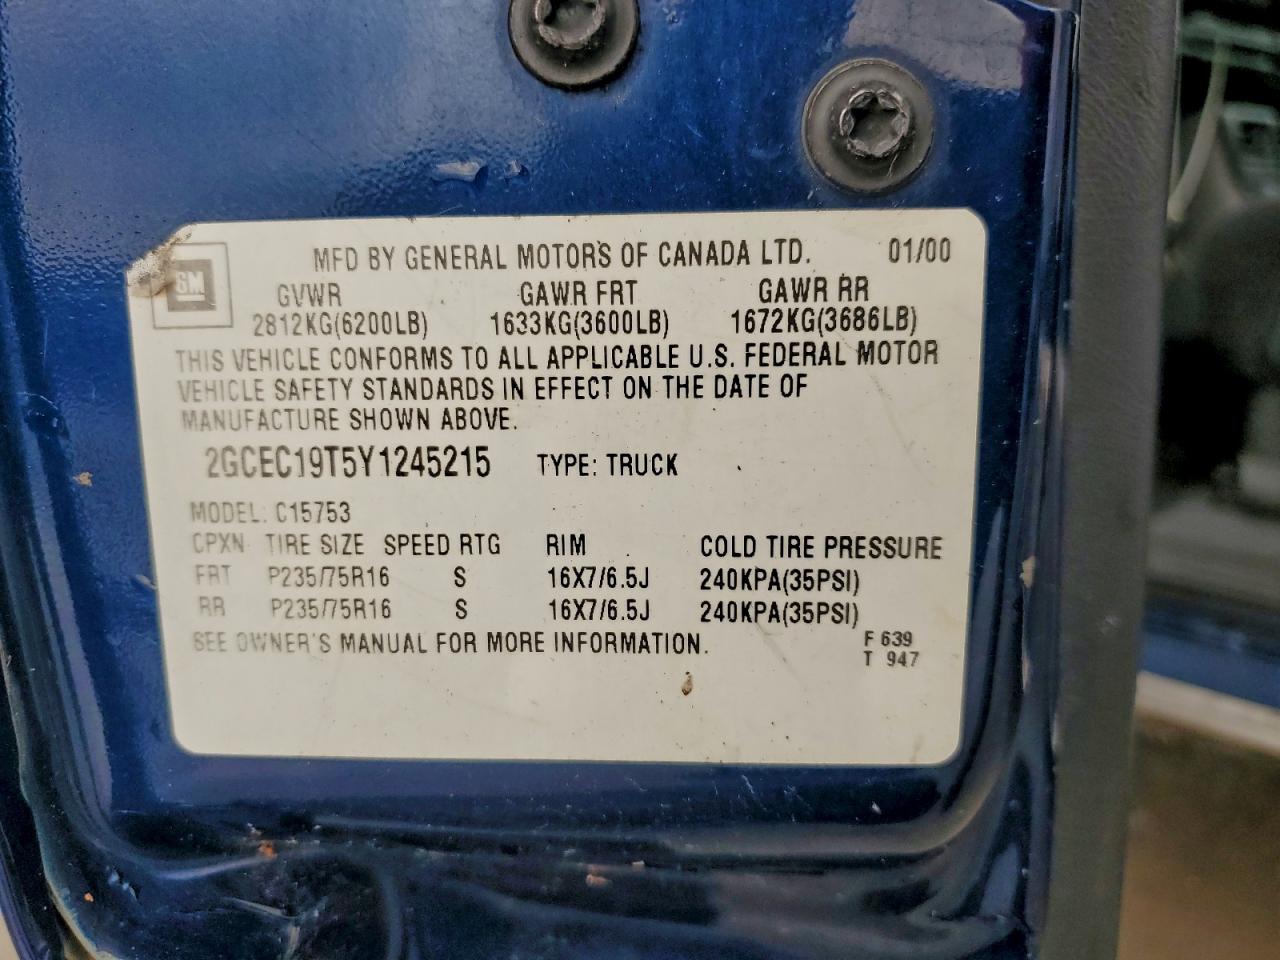 MFD BY GENERAL MOTORS OF CANADA LTD. 01/00
GM
GVWR GAWR FRT GAWR RR
2812KG(6200LB) 1633KG(3600LB) 1672KG(3686LB)
THIS VEHICLE CONFORMS TO ALL APPLICABLE U.S. FEDERAL MOTOR
VEHICLE SAFETY STANDARDS IN EFFECT ON THE DATE OF
MANUFACTURE SHOWN ABOVE.
2GCEC19T5Y1245215 TYPE: TRUCK
MODEL: C15753
CPXN TIRE SIZE SPEED RTG RIM COLD TIRE PRESSURE
FRT P235/75R16 S 16X7/6.5J 240KPA(35PSI)
RR P235/75R16 S 16X7/6.5J 240KPA(35PSI)
SEE OWNER'S MANUAL FOR MORE INFORMATION.
F 639
T 947